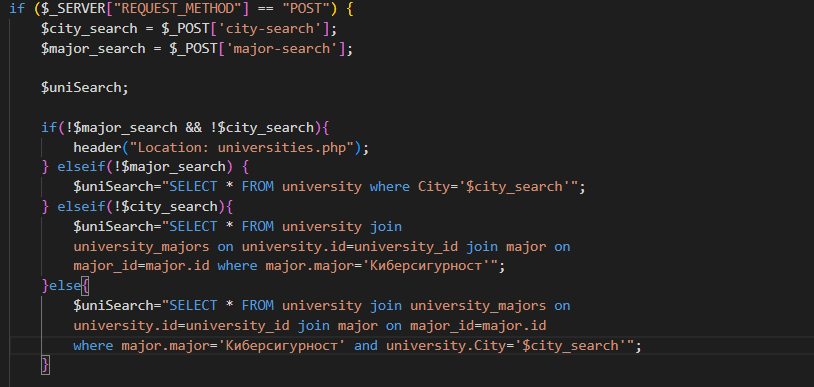 if ($_SERVER["REQUEST_METHOD"] == "POST") {
$city_search = $_POST['city-search'];
$major_search = $_POST['major-search'];
$uniSearch;
if(!$major_search && !$city_search){
header("Location: universities.php");
} elseif(!$major_search) {
$uniSearch="SELECT * FROM university where City='$city_search'";
} elseif(!$city_search){
$uniSearch="SELECT * FROM university join
university_majors on university.id=university_id join major on
major_id=major.id where major.major='Киберсигурност'";
}else{
$uniSearch="SELECT * FROM university join university_majors on
university.id=university_id join major on major_id=major.id
where major.major='Киберсигурност' and university.City='$city_search'";
}